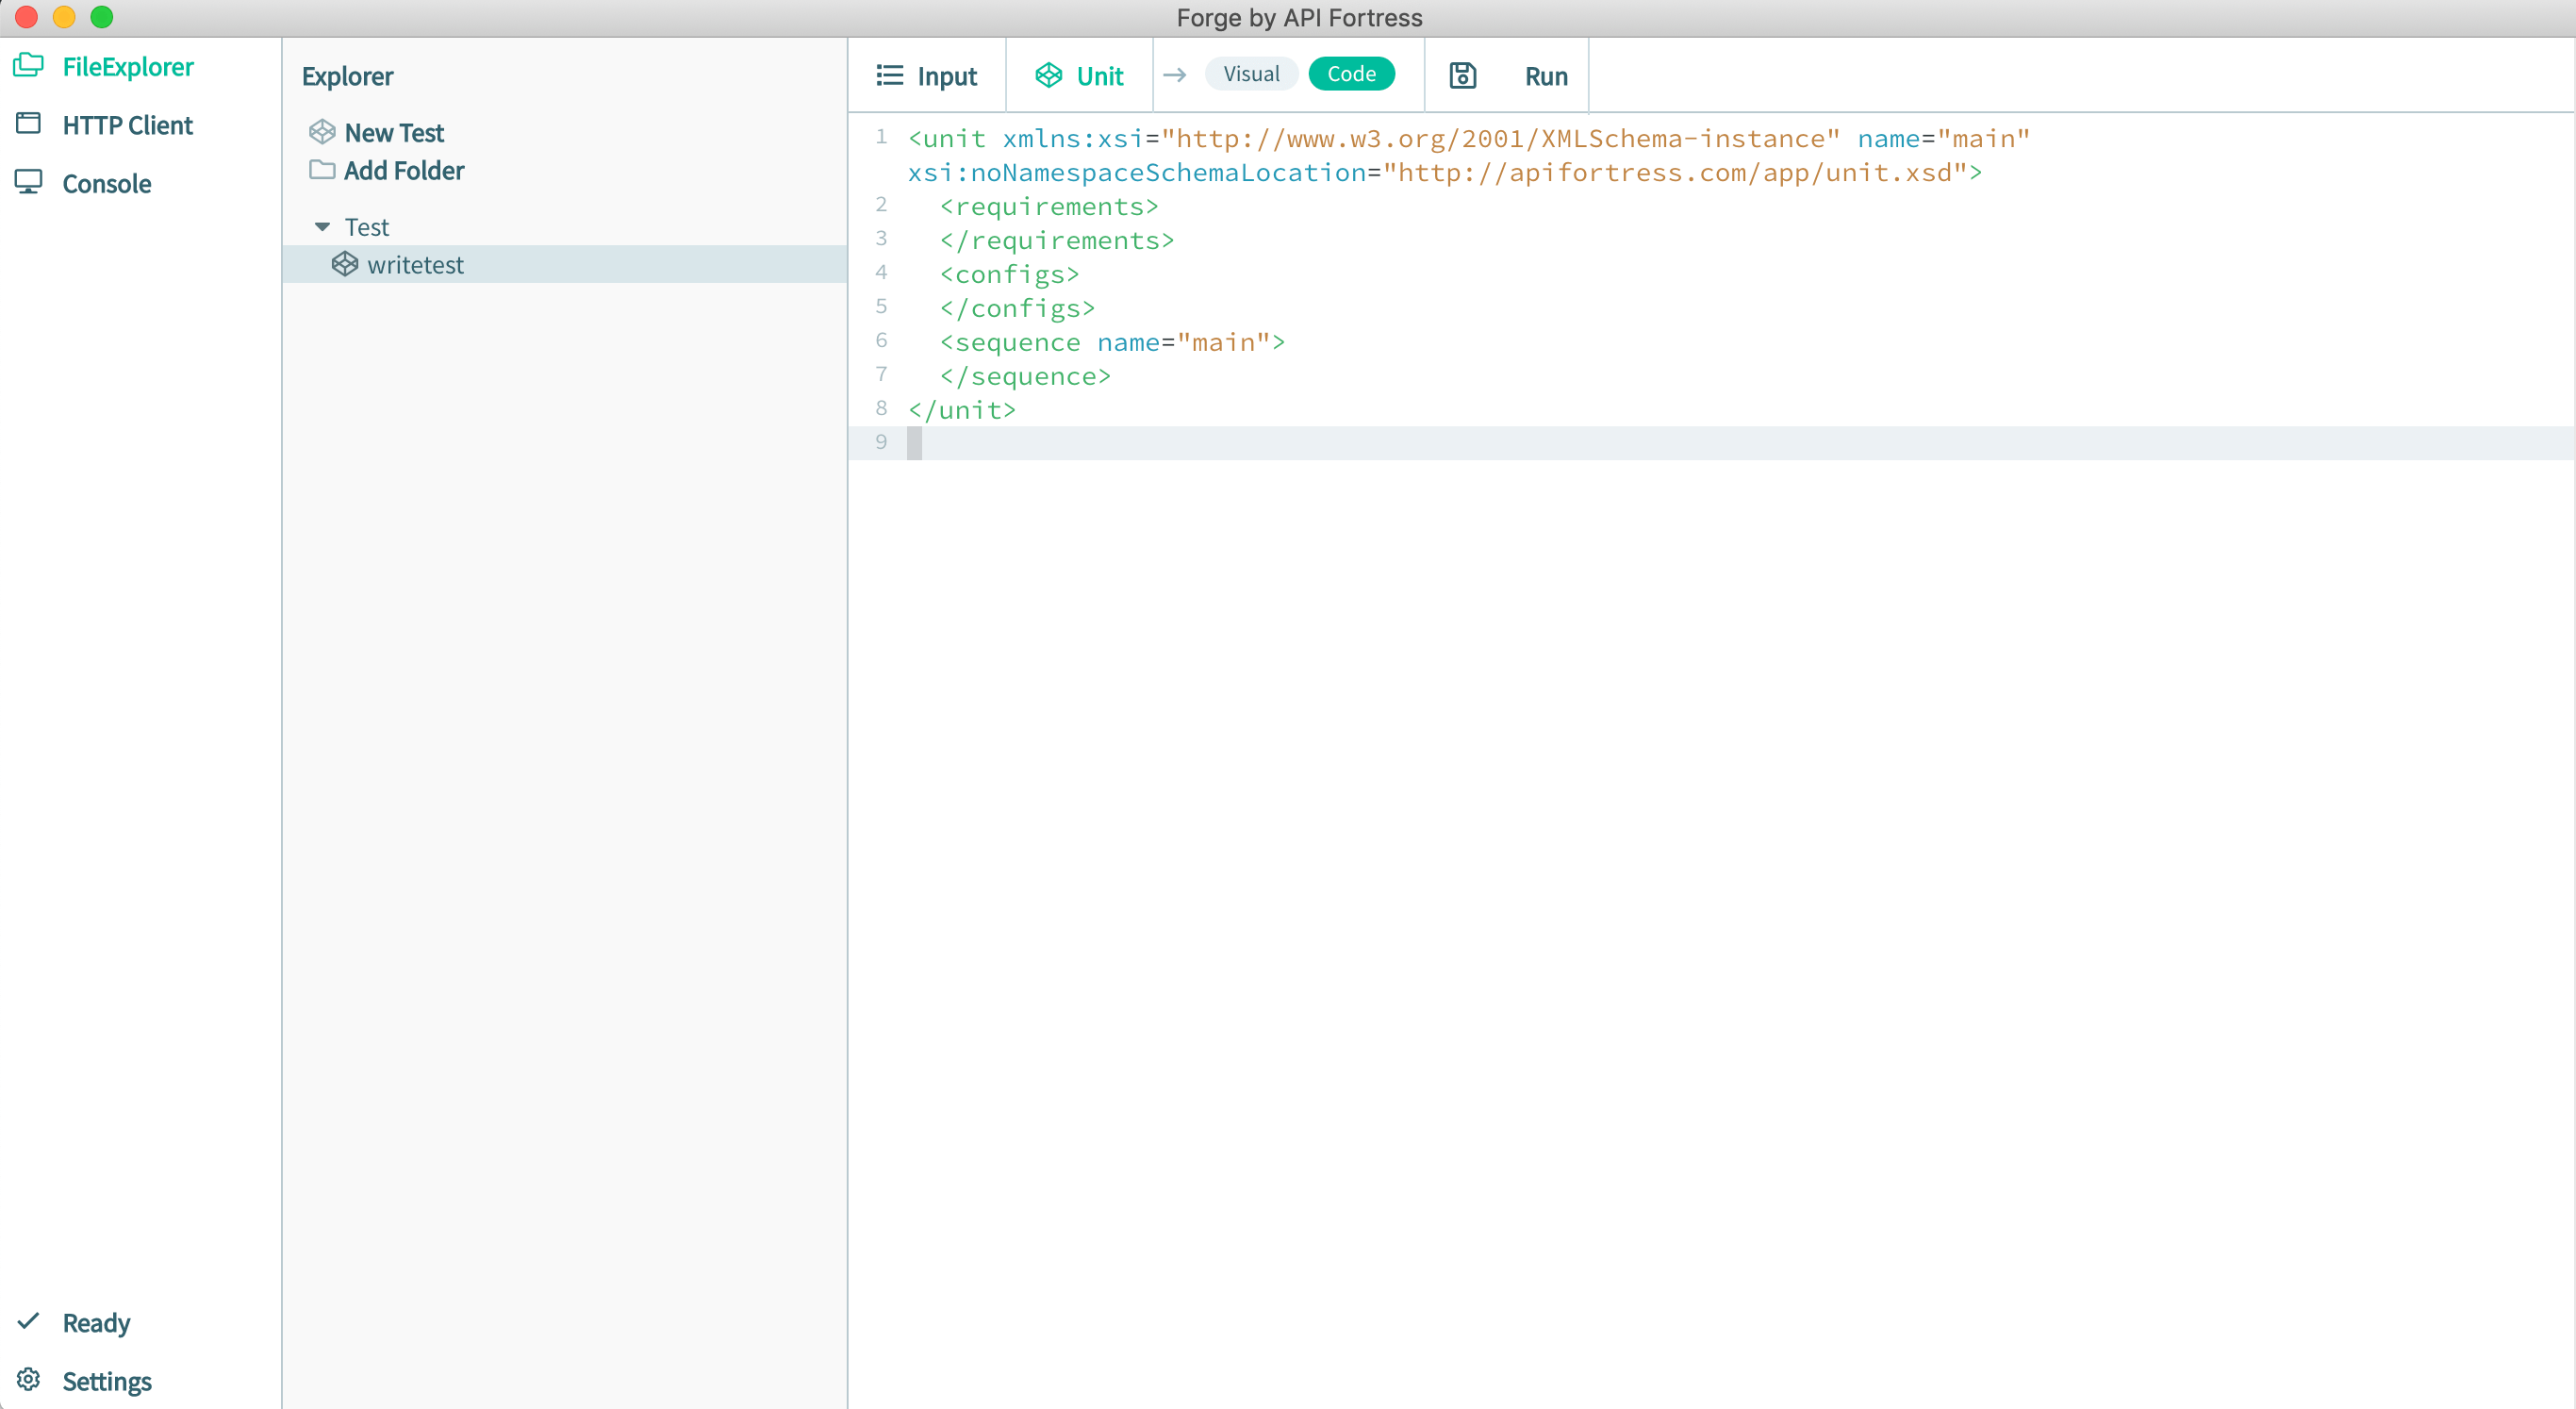 Forge by API Fortress
FileExplorer
HTTP Client
Console
Ready
Settings
Explorer
New Test
Add Folder
Test
writetest
Input
Unit
Visual
Code
Run
1 <unit xmlns:xsi="http://www.w3.org/2001/XMLSchema-instance" name="main"
xsi:noNamespaceSchemaLocation="http://apifortress.com/app/unit.xsd">
2 <requirements>
3 </requirements>
4 <configs>
5 </configs>
6 <sequence name="main">
7 </sequence>
8 </unit>
9